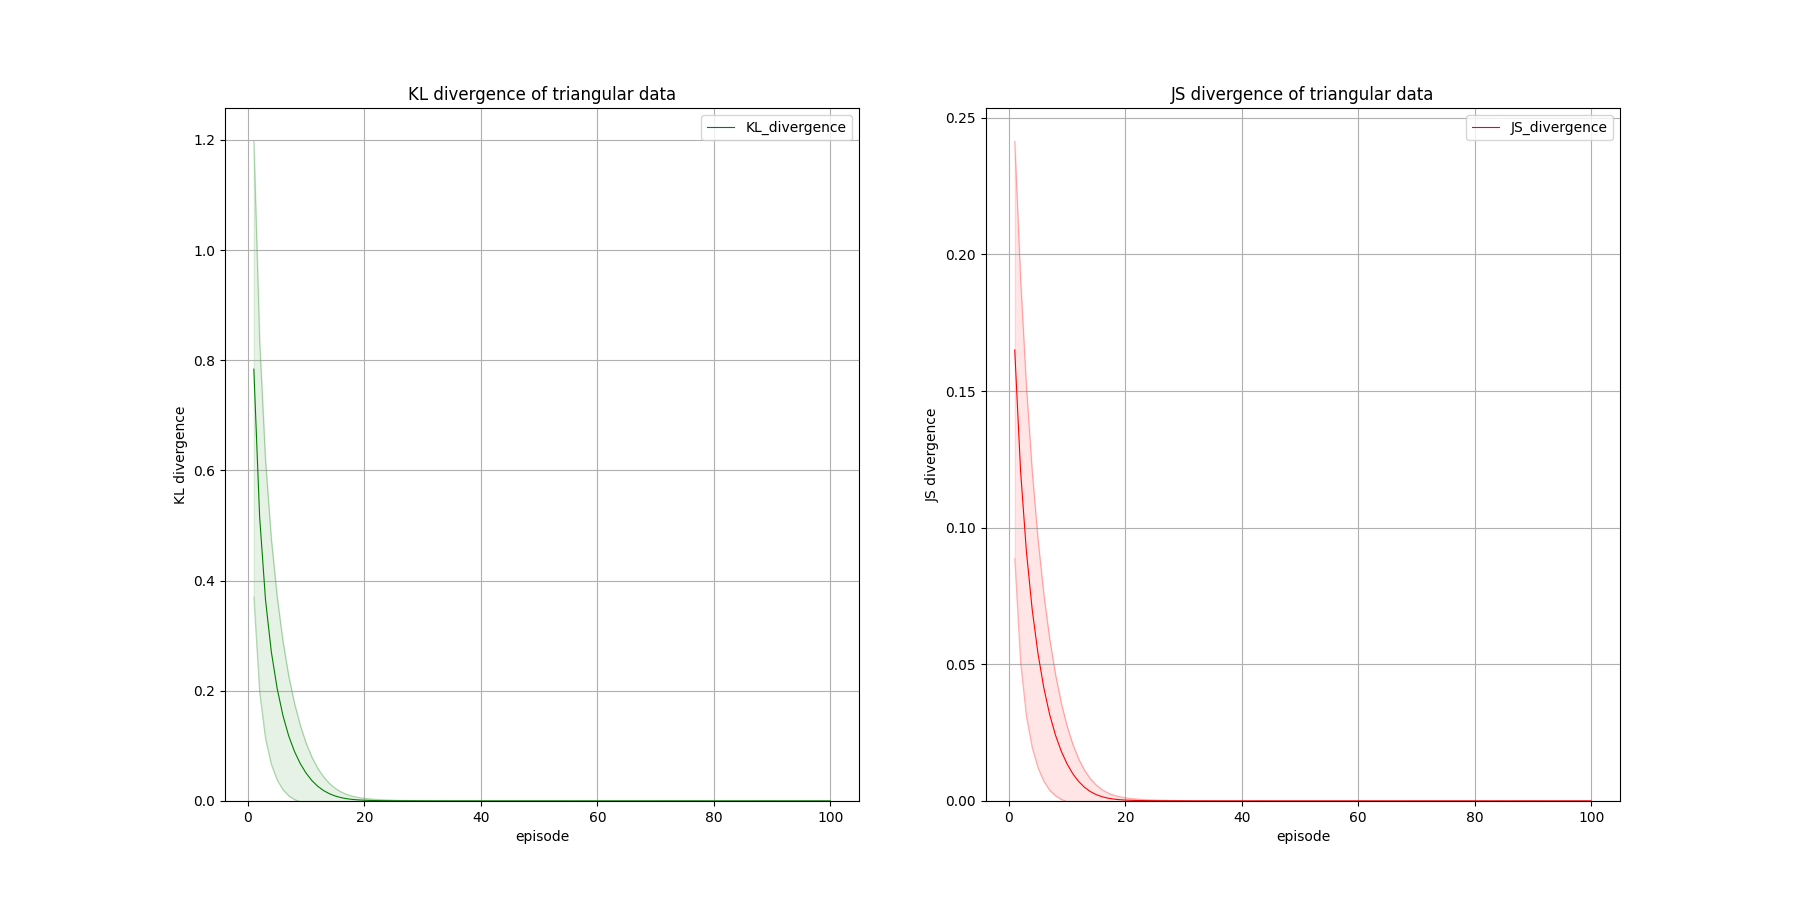 KL divergence of triangular data
KL_divergence
1.2
1.0
0.8
0.6
0.4
0.2
0.0
KL divergence
0 20 40 60 80 100
episode
JS divergence of triangular data
JS_divergence
0.25
0.20
0.15
0.10
0.05
0.00
JS divergence
0 20 40 60 80 100
episode